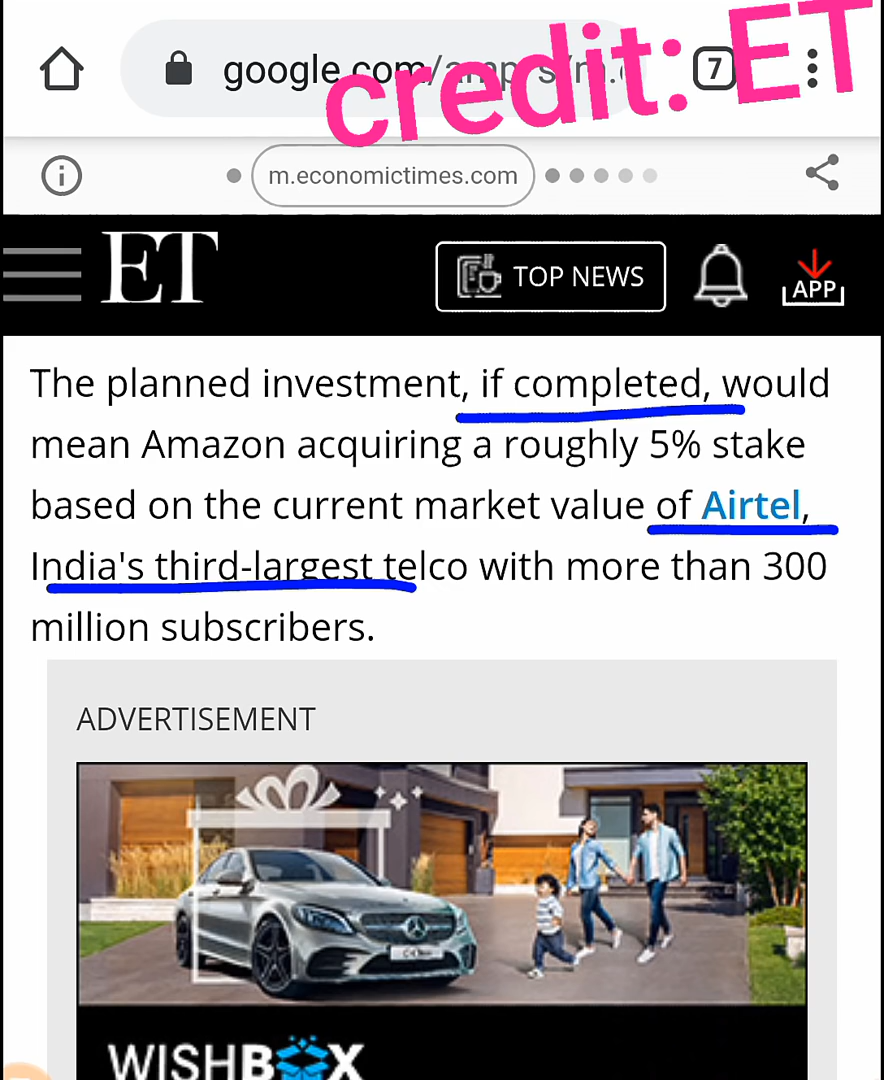 credit: ET
google.com/amp/s/m.
7
m.economictimes.com
ET
TOP NEWS
APP
The planned investment, if completed, would
mean Amazon acquiring a roughly 5% stake
based on the current market value of Airtel,
India's third-largest telco with more than 300
million subscribers.
ADVERTISEMENT
WISHBOX